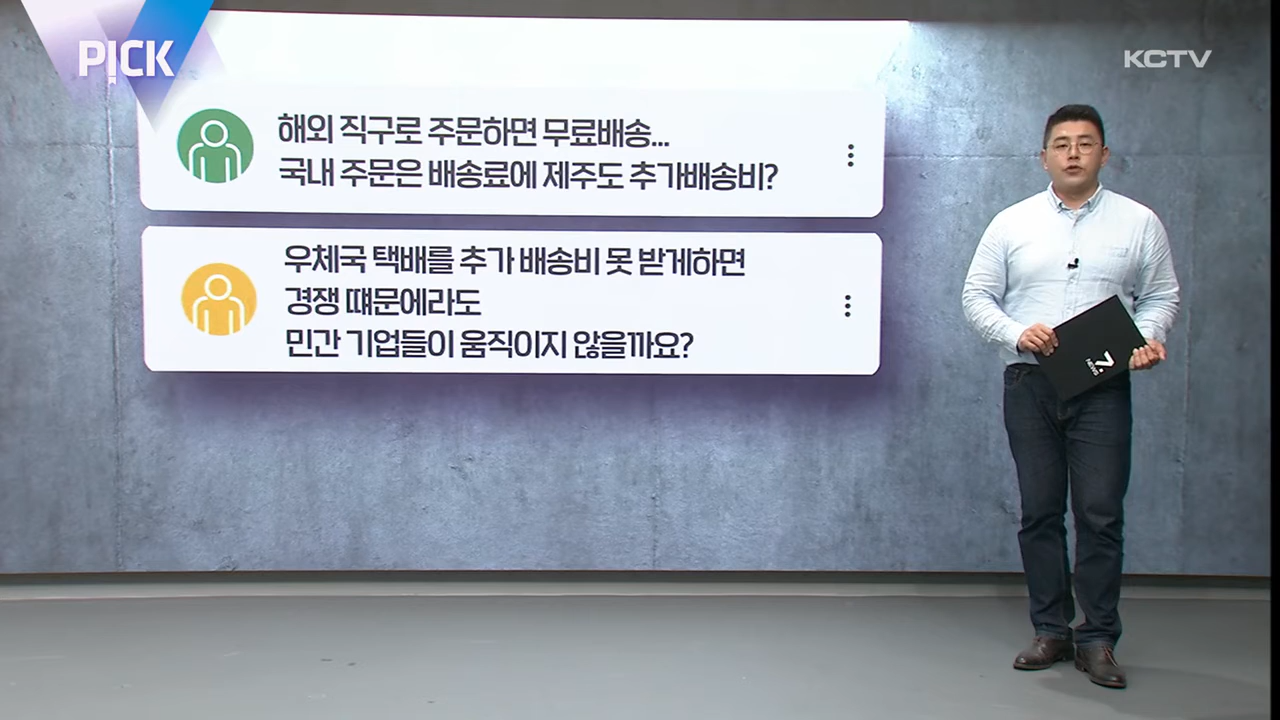 PICK
KCTV
해외 직구로 주문하면 무료배송...
국내 주문은 배송료에 제주도 추가배송비?
우체국 택배를 추가 배송비 못 받게하면
경쟁 떄문에라도
민간 기업들이 움직이지 않을까요?
7.
NEWS